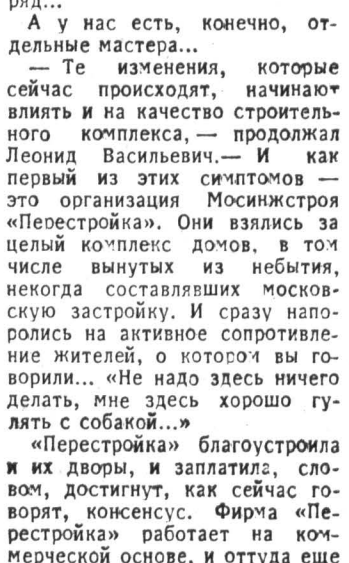 ряд...
А у нас есть, конечно, от-
дельные мастера...
— Те изменения, которые
сейчас происходят, начинают
влиять и на качество строитель-
ного комплекса, — продолжал
Леонид Васильевич.— И как
первый из этих симптомов —
это организация Мосинжстроя
«Перестройка». Они взялись за
целый комплекс домов, в том
числе вынутых из небытия,
некогда составлявших москов-
скую застройку. И сразу напо-
ролись на активное сопротивле-
ние жителей, о котором вы го-
ворили... «Не надо здесь ничего
делать, мне здесь хорошо гу-
лять с собакой...»
«Перестройка» благоустроила
и их дворы, и заплатила, сло-
вом, достигнут, как сейчас го-
ворят, консенсус. Фирма «Пе-
рестройка» работает на ком-
мерческой основе, и оттуда еще